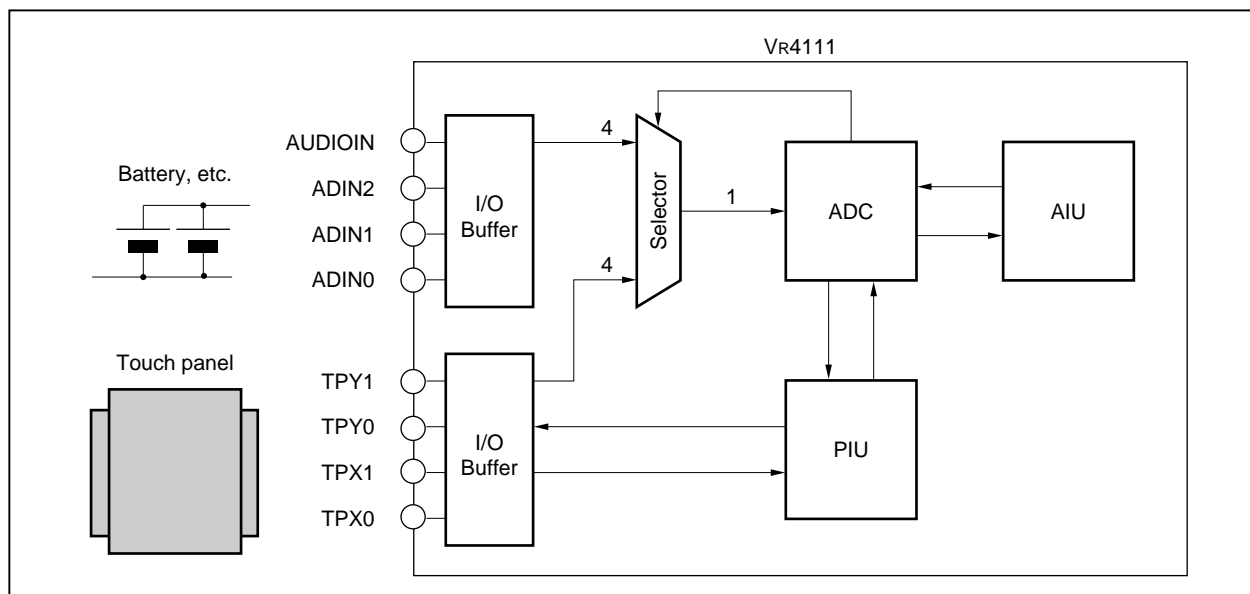 VR4111
AUDIOIN
ADIN2
ADIN1
ADIN0
Battery, etc.
I/O
Buffer
4
4
Selector
1
ADC
AIU
Touch panel
TPY1
TPY0
TPX1
TPX0
I/O
Buffer
PIU